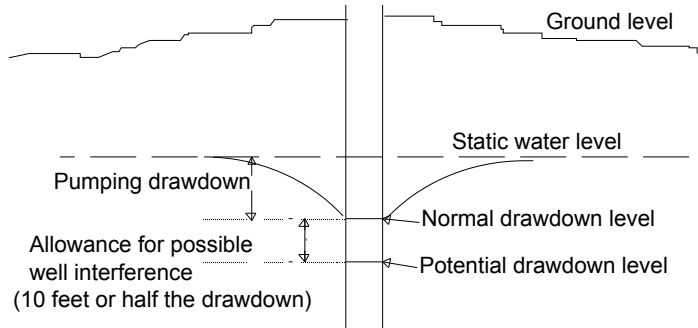 Ground level
Static water level
Pumping drawdown
Normal drawdown level
Allowance for possible
well interference
(10 feet or half the drawdown)
Potential drawdown level